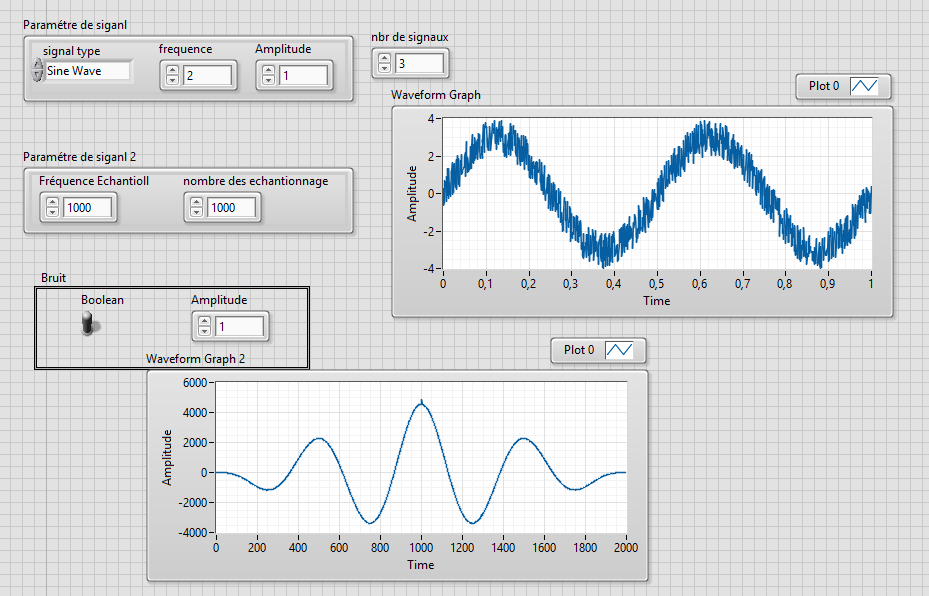 Paramétre de siganl
signal type
frequence
Amplitude
Sine Wave
2
1
nbr de signaux
3
Plot 0
Waveform Graph
Amplitude
4
2
0
-2
-4
0 0,1 0,2 0,3 0,4 0,5 0,6 0,7 0,8 0,9 1
Time
Paramétre de siganl 2
Fréquence Echantioll
nombre des echantionnage
1000
1000
Bruit
Boolean
Amplitude
1
Waveform Graph 2
Plot 0
Amplitude
6000
4000
2000
0
-2000
-4000
0 200 400 600 800 1000 1200 1400 1600 1800 2000
Time